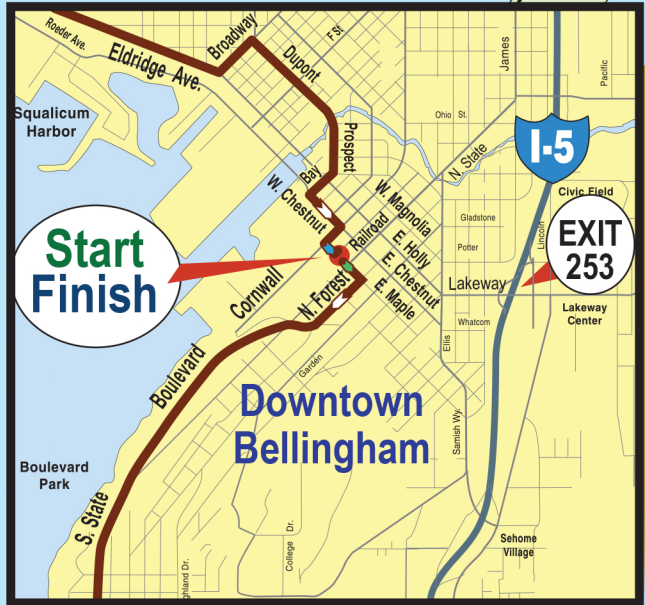 Roeder Ave.
Eldridge Ave.
Broadway
Dupont
F St.
James
Pacific
Squalicum
Harbor
Ohio St.
Prospect
N. State
I-5
Bay
W. Chestnut
W. Magnolia
Civic Field
Gladstone
Lincoln
EXIT
253
Start
Finish
Railroad
E. Holly
Potter
E. Chestnut
Lakeway
Cornwall
N. Forest
E. Maple
Lakeway
Center
Whatcom
Ellis
Garden
Boulevard
Downtown
Bellingham
Samish Wy.
Boulevard
Park
S. State
College Dr.
Sehome
Village
ghland Dr.